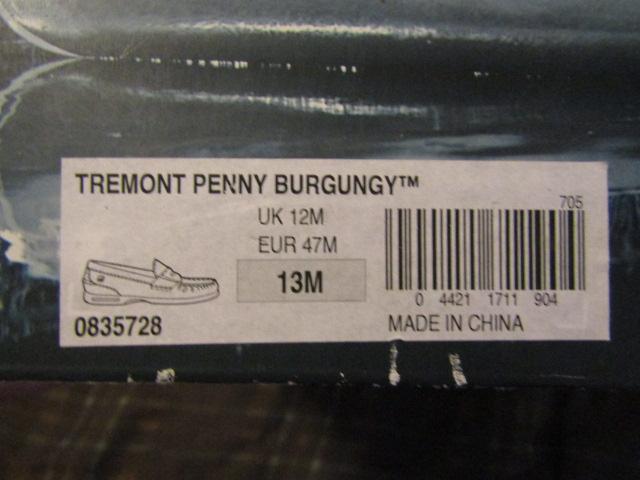 TREMONT PENNY BURGUNGY™
UK 12M
EUR 47M
13M
0835728
705
0 4421 1711 904
MADE IN CHINA